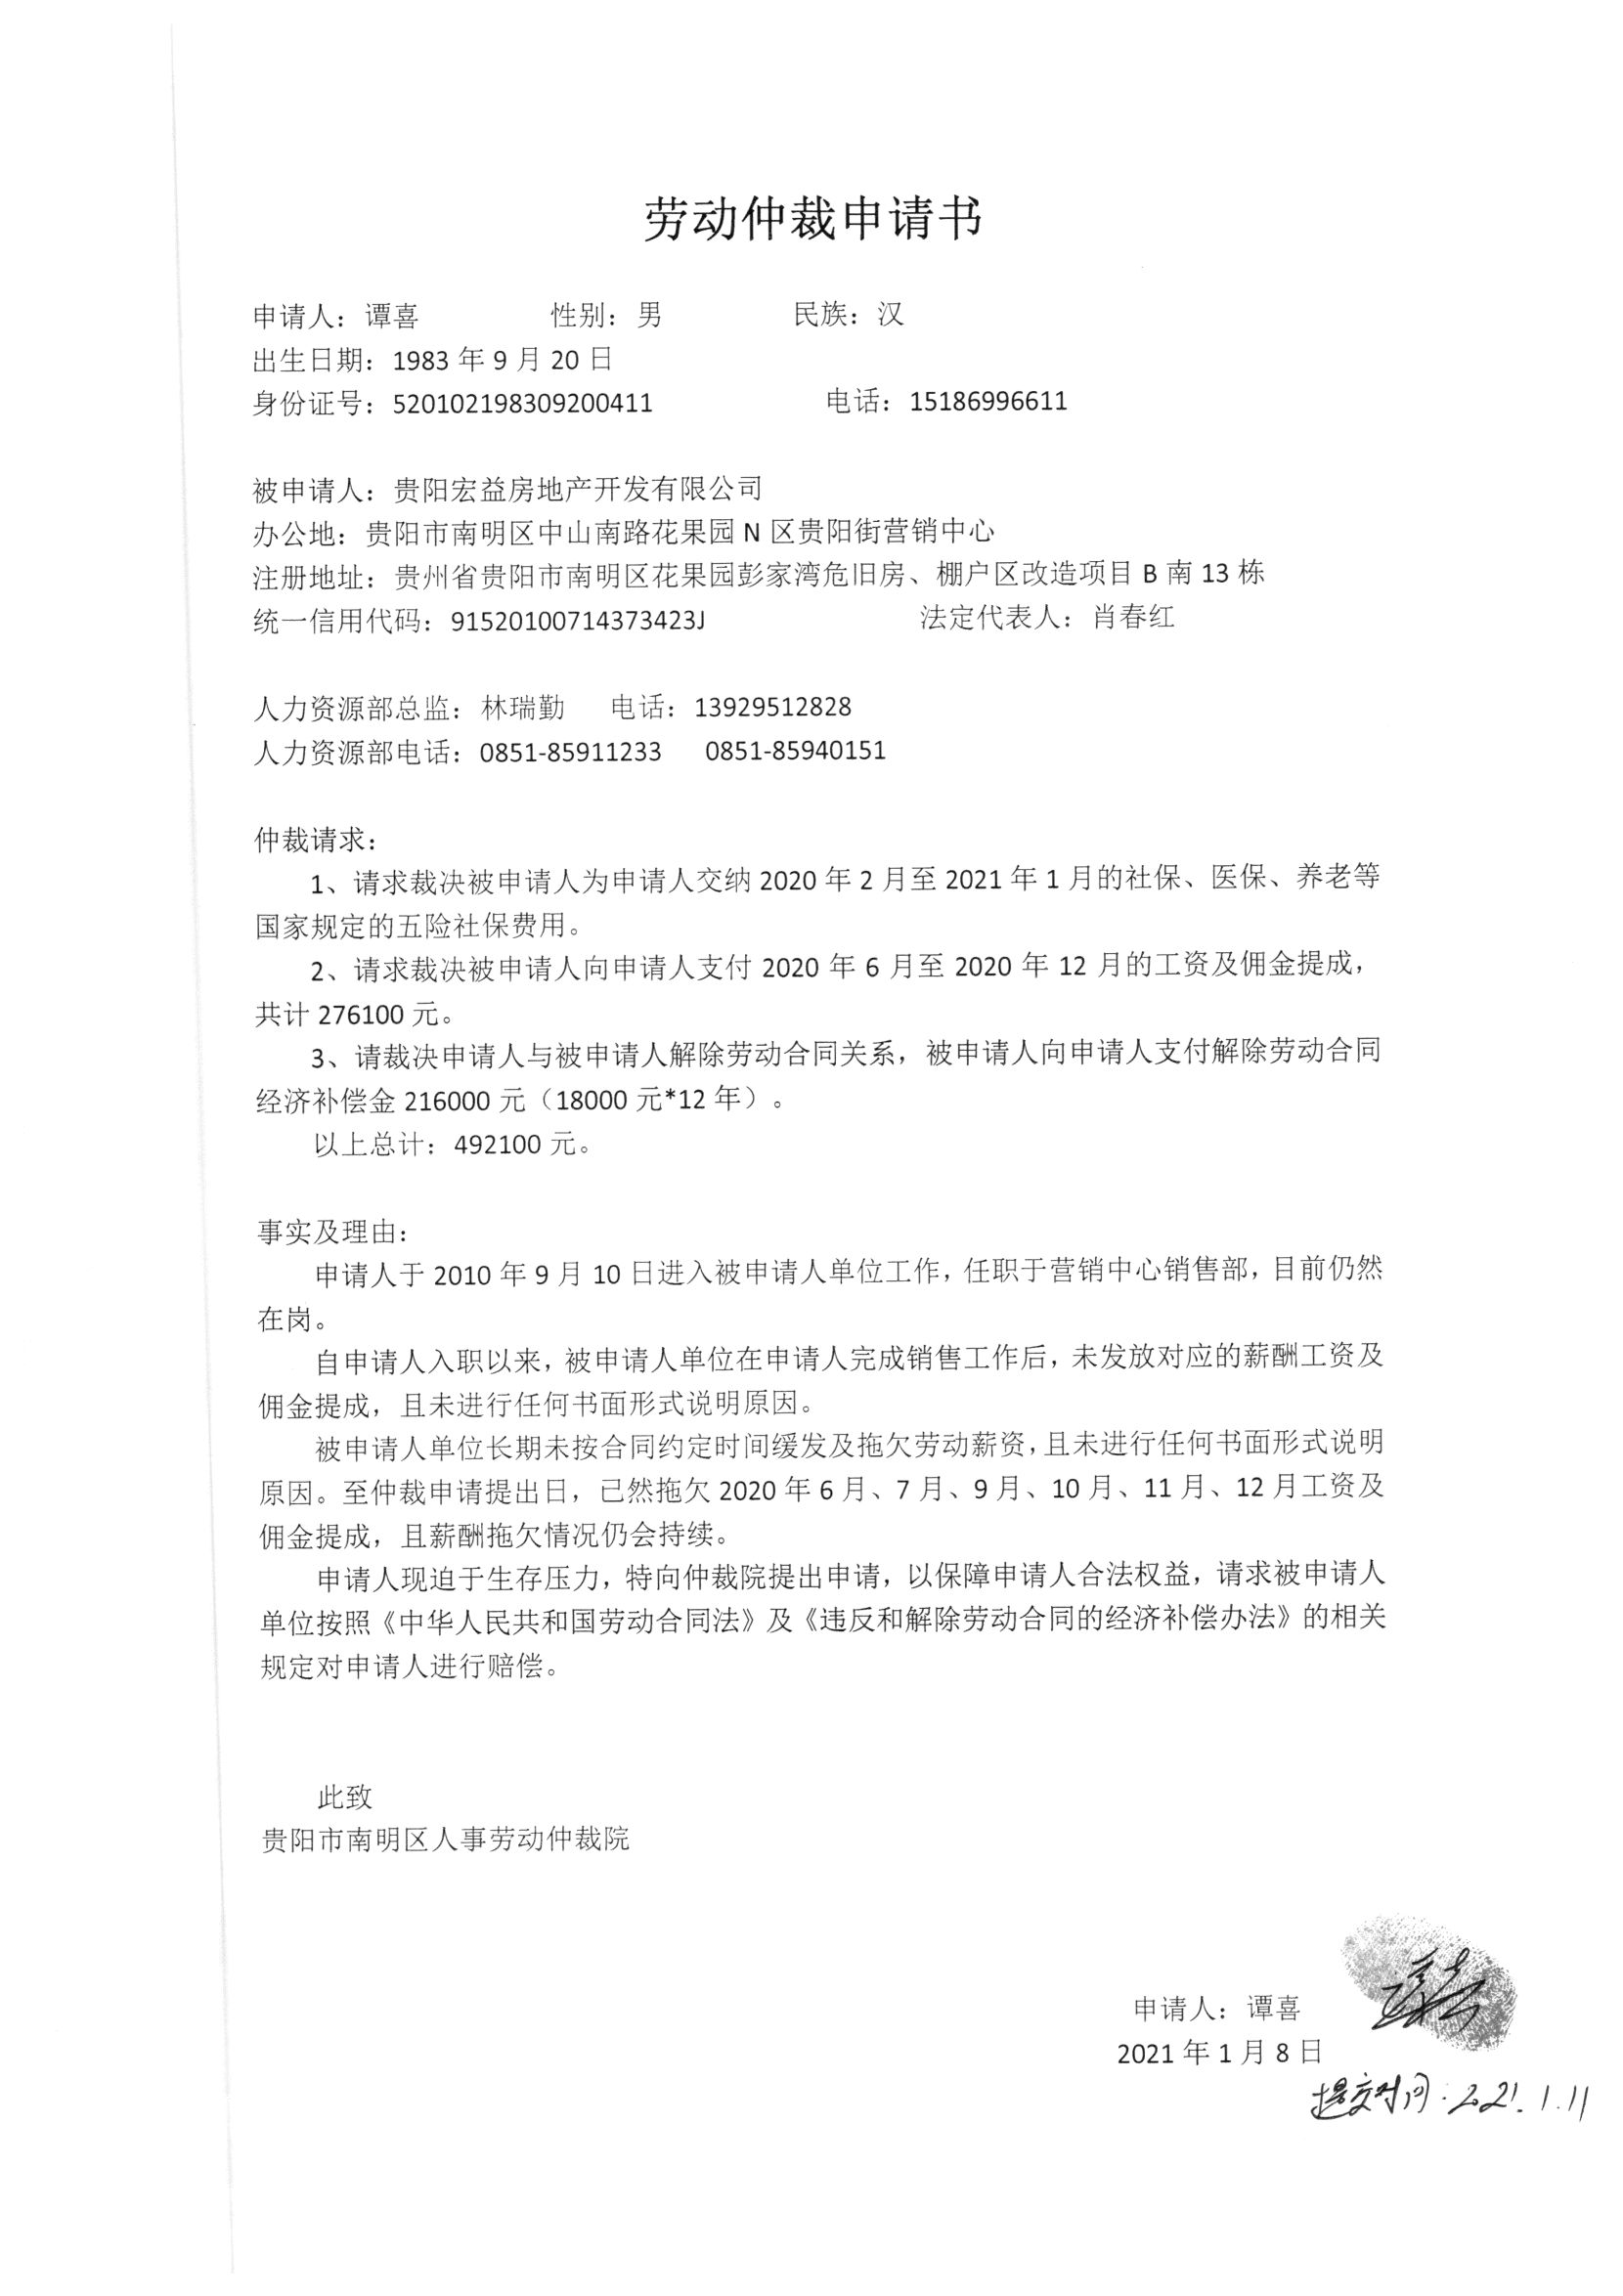 劳动仲裁申请书
申请人：谭喜 性别：男 民族：汉
出生日期：1983 年 9 月 20 日
身份证号：520102198309200411 电话：15186996611
被申请人：贵阳宏益房地产开发有限公司
办公地：贵阳市南明区中山南路花果园 N 区贵阳街营销中心
注册地址：贵州省贵阳市南明区花果园彭家湾危旧房、棚户区改造项目 B 南 13 栋
统一信用代码：91520100714373423J 法定代表人：肖春红
人力资源部总监：林瑞勤 电话：13929512828
人力资源部电话：0851-85911233 0851-85940151
仲裁请求：
1、请求裁决被申请人为申请人交纳 2020 年 2 月至 2021 年 1 月的社保、医保、养老等
国家规定的五险社保费用。
2、请求裁决被申请人向申请人支付 2020 年 6 月至 2020 年 12 月的工资及佣金提成，
共计 276100 元。
3、请裁决申请人与被申请人解除劳动合同关系，被申请人向申请人支付解除劳动合同
经济补偿金 216000 元（18000 元*12 年）。
以上总计：492100 元。
事实及理由：
申请人于 2010 年 9 月 10 日进入被申请人单位工作，任职于营销中心销售部，目前仍然
在岗。
自申请人入职以来，被申请人单位在申请人完成销售工作后，未发放对应的薪酬工资及
佣金提成，且未进行任何书面形式说明原因。
被申请人单位长期未按合同约定时间缓发及拖欠劳动薪资，且未进行任何书面形式说明
原因。至仲裁申请提出日，已然拖欠 2020 年 6 月、7 月、9 月、10 月、11 月、12 月工资及
佣金提成，且薪酬拖欠情况仍会持续。
申请人现迫于生存压力，特向仲裁院提出申请，以保障申请人合法权益，请求被申请人
单位按照《中华人民共和国劳动合同法》及《违反和解除劳动合同的经济补偿办法》的相关
规定对申请人进行赔偿。
此致
贵阳市南明区人事劳动仲裁院
谭喜
申请人：谭喜
2021 年 1 月 8 日
提交时间：2021.1.11